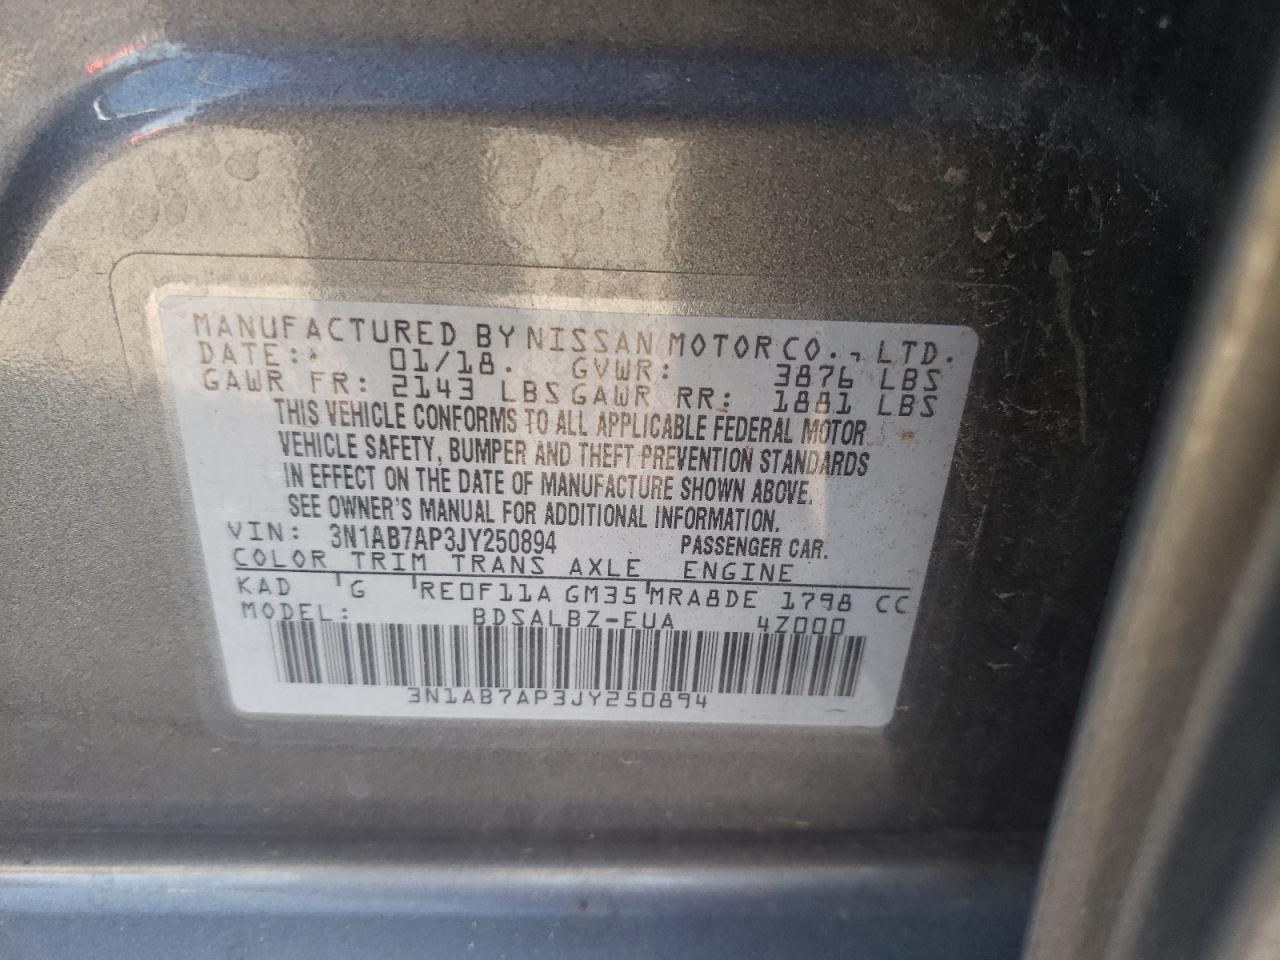 MANUFACTURED BY NISSAN MOTOR CO., LTD.
DATE:* 01/18. GVWR: 3876 LBS
GAWR FR: 2143 LBS GAWR RR: 1881 LBS
THIS VEHICLE CONFORMS TO ALL APPLICABLE FEDERAL MOTOR
VEHICLE SAFETY, BUMPER AND THEFT PREVENTION STANDARDS
IN EFFECT ON THE DATE OF MANUFACTURE SHOWN ABOVE.
SEE OWNER'S MANUAL FOR ADDITIONAL INFORMATION.
VIN: 3N1AB7AP3JY250894 PASSENGER CAR.
COLOR TRIM TRANS AXLE ENGINE
KAD G RE0F11A GM35 MRA8DE 1798 CC
MODEL: BDSALBZ-EUA 4Z000
3N1AB7AP3JY250894